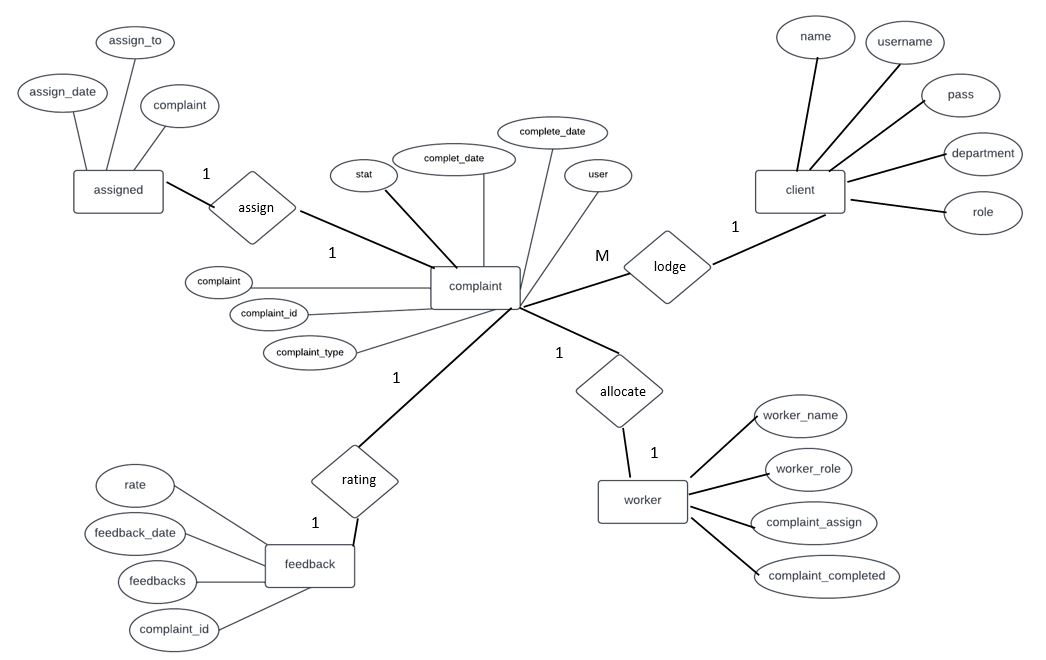 assign_to
assign_date
complaint
assigned
1
assign
1
stat
complet_date
complete_date
user
complaint
complaint
complaint_id
complaint_type
name
username
pass
department
role
client
1
lodge
M
1
allocate
1
worker
worker_name
worker_role
complaint_assign
complaint_completed
1
rating
1
feedback
rate
feedback_date
feedbacks
complaint_id